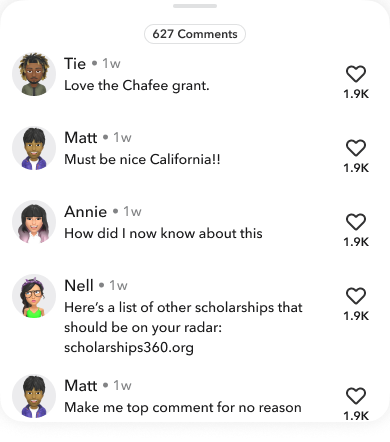 627 Comments
Tie • 1w
Love the Chafee grant.
1.9K
Matt • 1w
Must be nice California!!
1.9K
Annie • 1w
How did I now know about this
1.9K
Nell • 1w
Here's a list of other scholarships that
should be on your radar:
scholarships360.org
1.9K
Matt • 1w
Make me top comment for no reason
1.9K